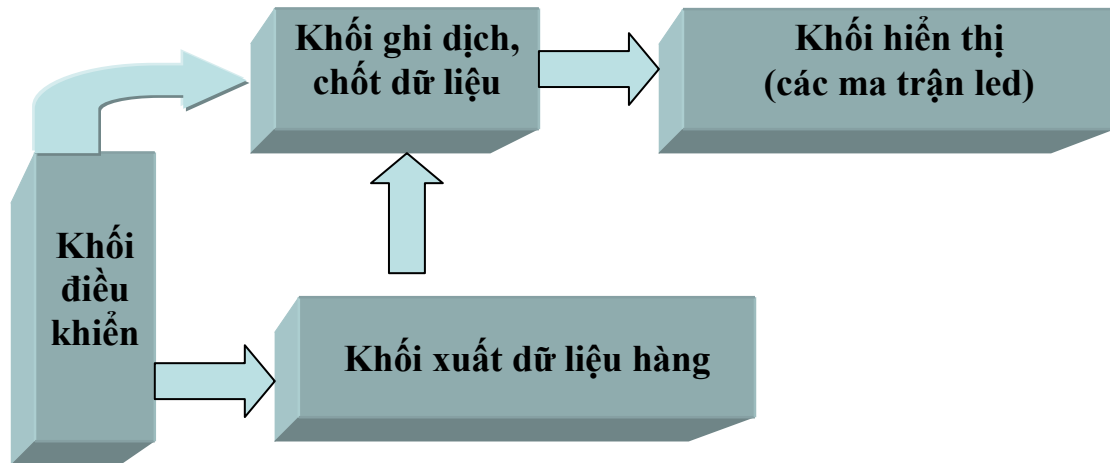 Khối ghi dịch,
chốt dữ liệu
Khối hiển thị
(các ma trận led)
Khối
điều
khiển
Khối xuất dữ liệu hàng